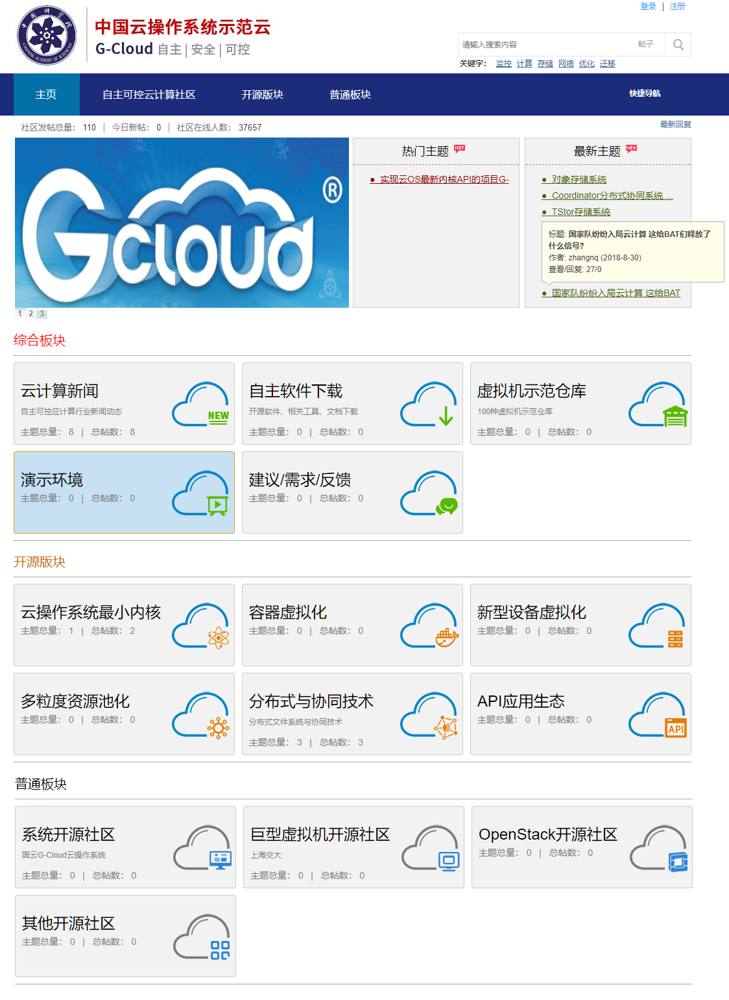 登录 | 注册
中国云操作系统示范云
G-Cloud 自主 | 安全 | 可控
CHINESE ACADEMY OF SCIENCES
请输入搜索内容 帖子
关键字: 监控 计算 存储 网络 优化 迁移
主页 自主可控云计算社区 开源版块 普通板块 快捷导航
社区发帖总量: 110 | 今日新帖: 0 | 社区在线人数: 37657 最新回复
Gcloud ®
1 2 3
热门主题 HOT
● 实现云OS最新内核API的项目G-
最新主题 NEW
● 对象存储系统
● Coordinator分布式协同系统 ...
● TStor存储系统
标题: 国家队纷纷入局云计算 这给BAT们释放了
什么信号?
作者: zhangnq (2018-8-30)
查看/回复: 27/0
● 国家队纷纷入局云计算 这给BAT
综合板块
云计算新闻
自主可控应计算行业新闻动态
主题总量: 8 | 总帖数: 8
NEW
自主软件下载
开源软件、相关工具、文档下载
主题总量: 0 | 总帖数: 0
虚拟机示范仓库
100种虚拟机示范仓库
主题总量: 0 | 总帖数: 0
演示环境
主题总量: 0 | 总帖数: 0
建议/需求/反馈
主题总量: 0 | 总帖数: 0
开源版块
云操作系统最小内核
主题总量: 1 | 总帖数: 2
容器虚拟化
主题总量: 0 | 总帖数: 0
新型设备虚拟化
主题总量: 0 | 总帖数: 0
多粒度资源池化
主题总量: 0 | 总帖数: 0
分布式与协同技术
分布式文件系统与协同技术
主题总量: 3 | 总帖数: 3
API应用生态
主题总量: 0 | 总帖数: 0
API
普通板块
系统开源社区
国云G-Cloud云操作系统
主题总量: 0 | 总帖数: 0
巨型虚拟机开源社区
上海交大
主题总量: 0 | 总帖数: 0
OpenStack开源社区
主题总量: 0 | 总帖数: 0
其他开源社区
主题总量: 0 | 总帖数: 0